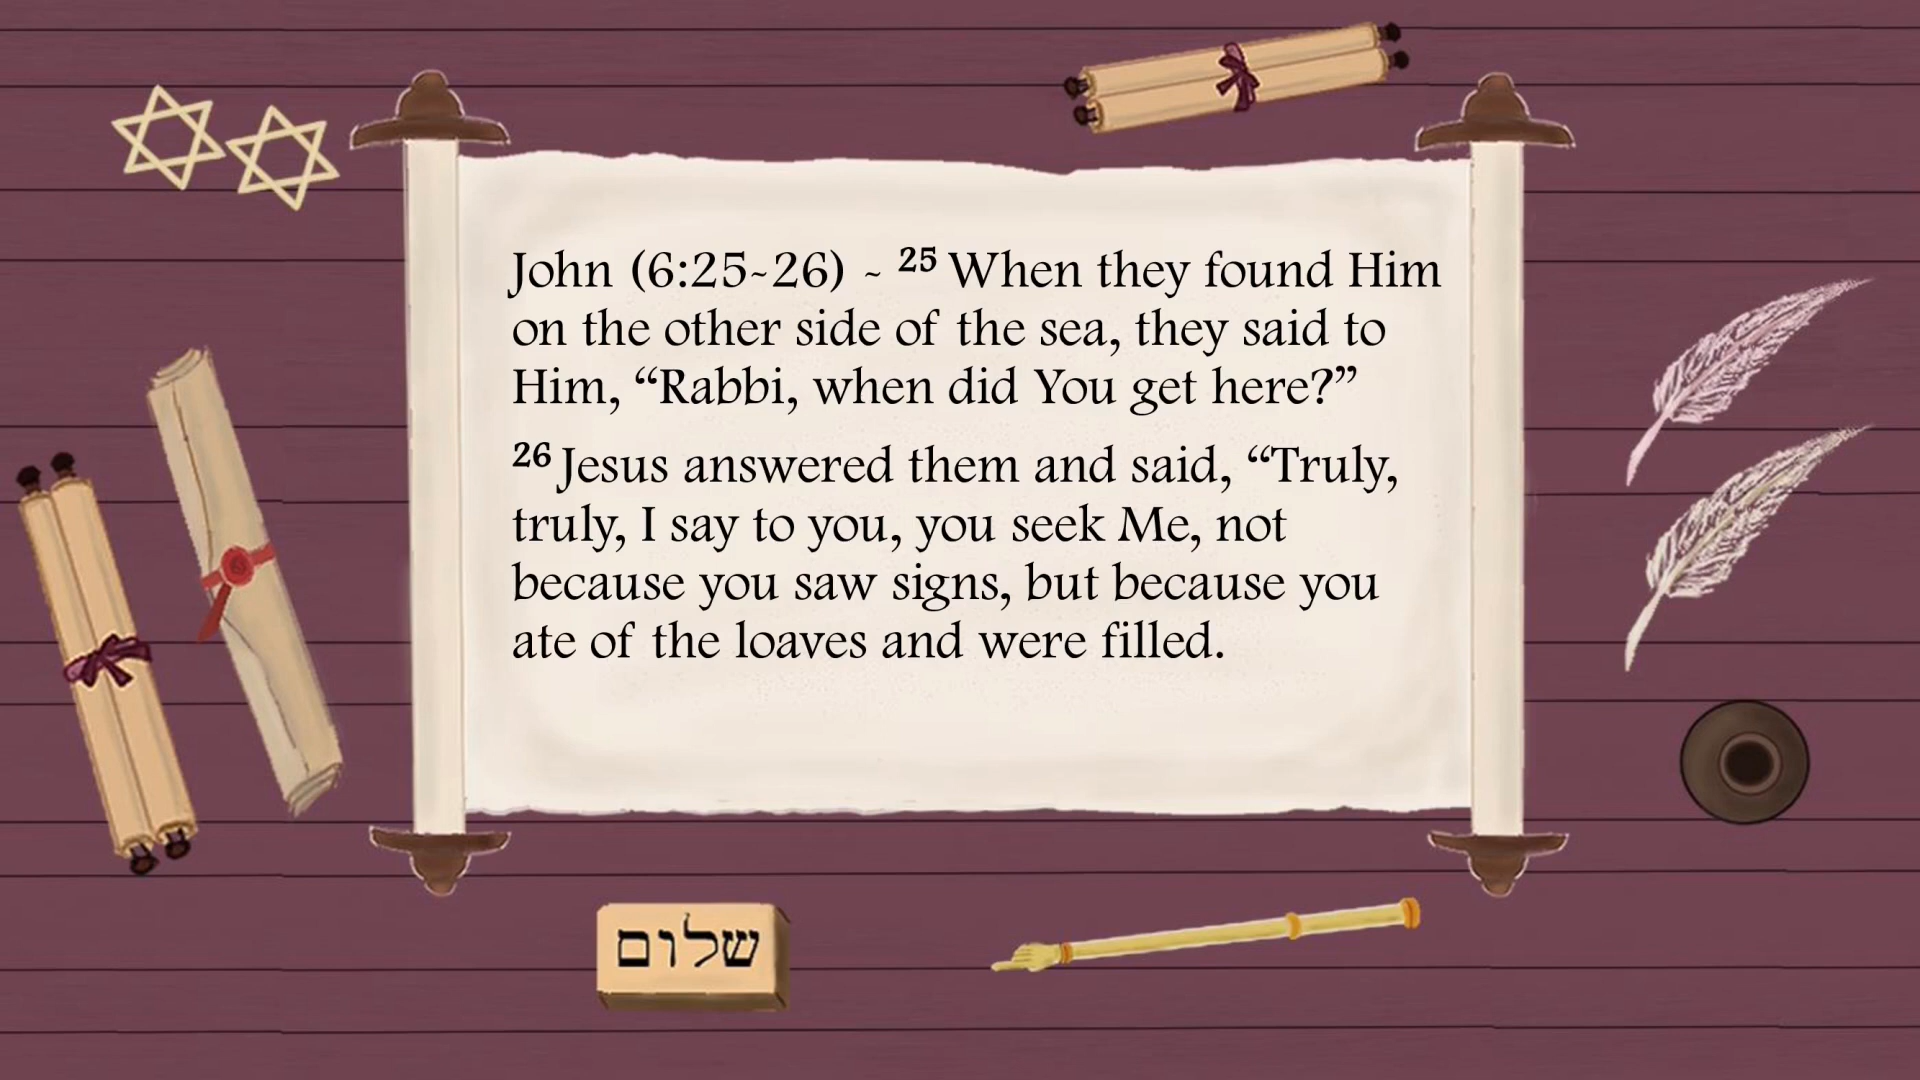 John (6:25-26) - 25 When they found Him
on the other side of the sea, they said to
Him, “Rabbi, when did You get here?”
26 Jesus answered them and said, “Truly,
truly, I say to you, you seek Me, not
because you saw signs, but because you
ate of the loaves and were filled.
שלום